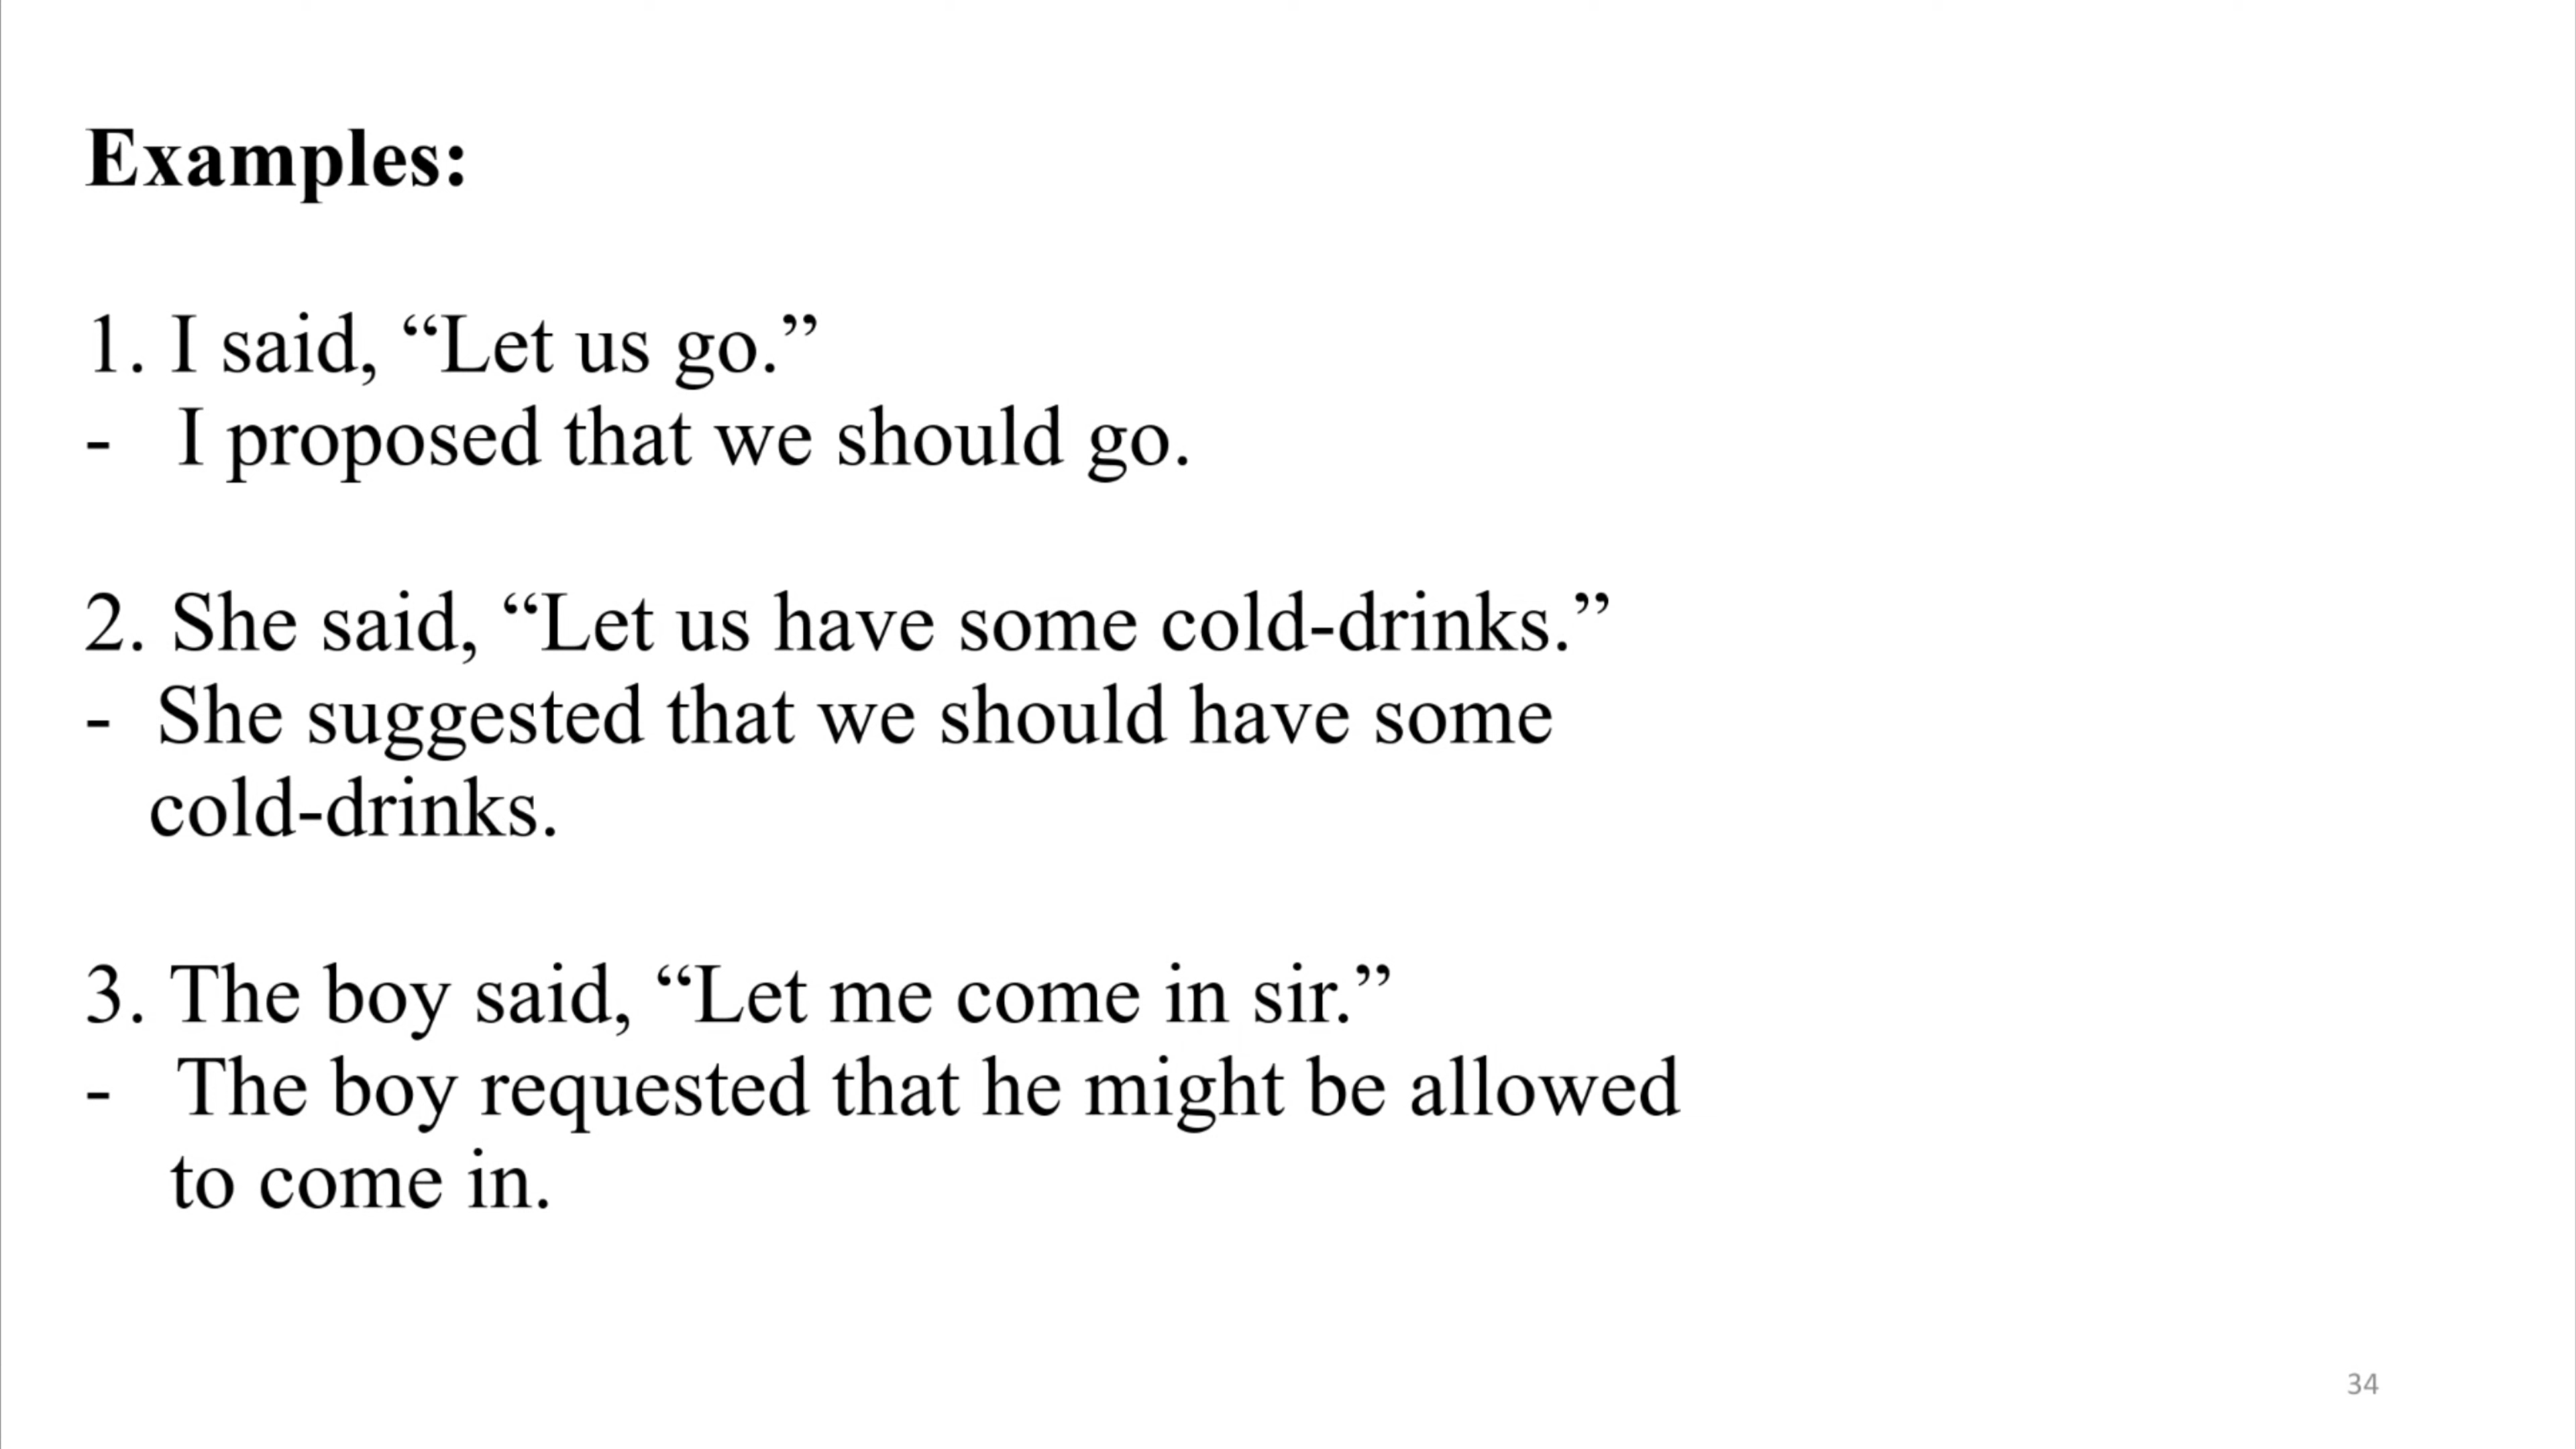 Examples:
1. I said, “Let us go.”
- I proposed that we should go.
2. She said, “Let us have some cold-drinks.”
- She suggested that we should have some
cold-drinks.
3. The boy said, “Let me come in sir.”
- The boy requested that he might be allowed
to come in.
34